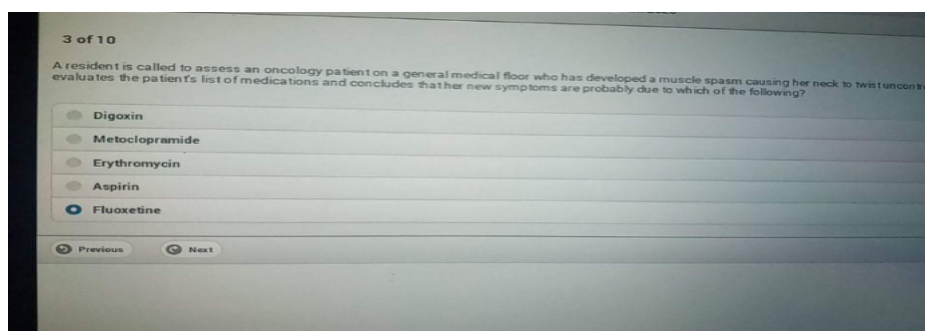 3 of 10
A resident is called to assess an oncology patient on a general medical floor who has developed a muscle spasm causing her neck to twist
evaluates the patient's list of medications and concludes that her new symptoms are probably due to which of the following?
Digoxin
Metoclopramide
Erythromycin
Aspirin
Fluoxetine
Previous
Next